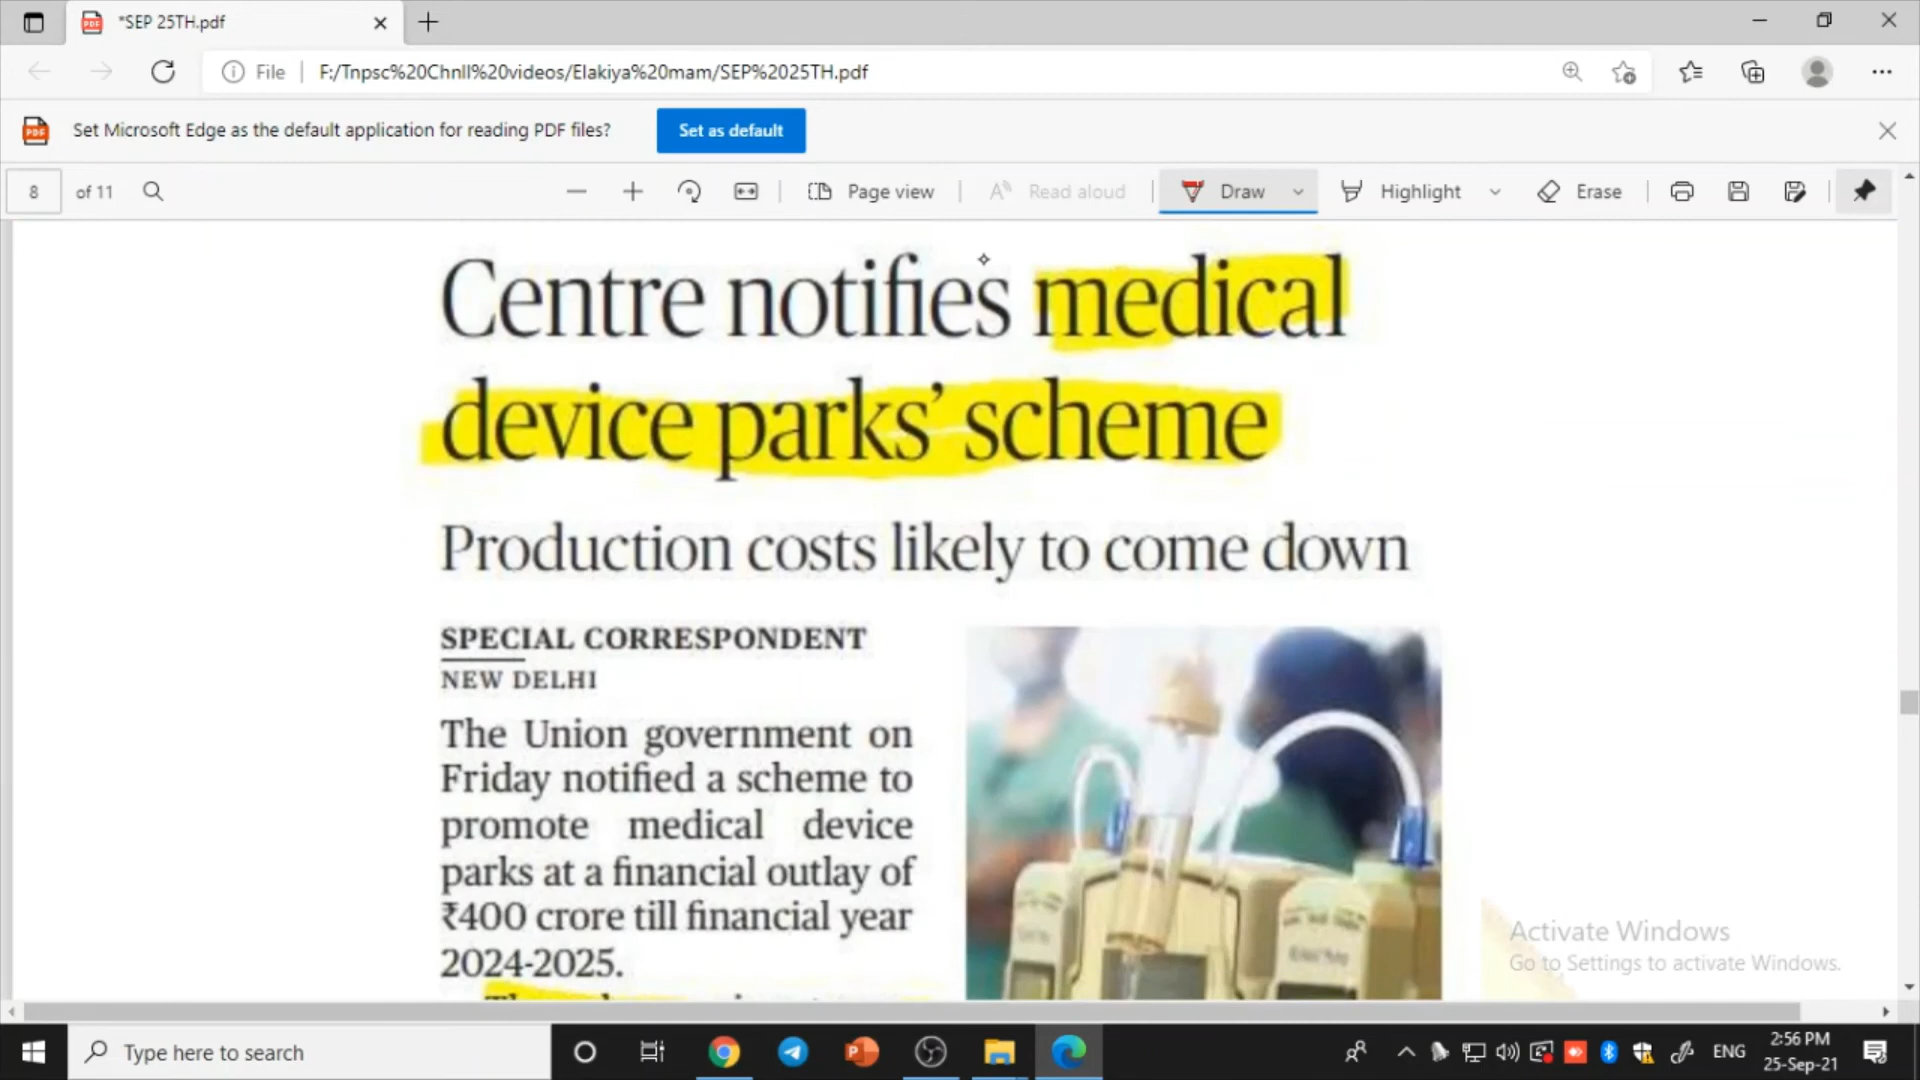 *SEP 25TH.pdf
File
F:/Tnpsc%20Chnll%20videos/Elakiya%20mam/SEP%2025TH.pdf
Set Microsoft Edge as the default application for reading PDF files?
Set as default
8 of 11
Page view
Read aloud
Draw
Highlight
Erase
Centre notifies medical
device parks’ scheme
Production costs likely to come down
SPECIAL CORRESPONDENT
NEW DELHI
The Union government on
Friday notified a scheme to
promote medical device
parks at a financial outlay of
₹400 crore till financial year
2024-2025.
Activate Windows
Go to Settings to activate Windows.
Type here to search
ENG
2:56 PM
25-Sep-21